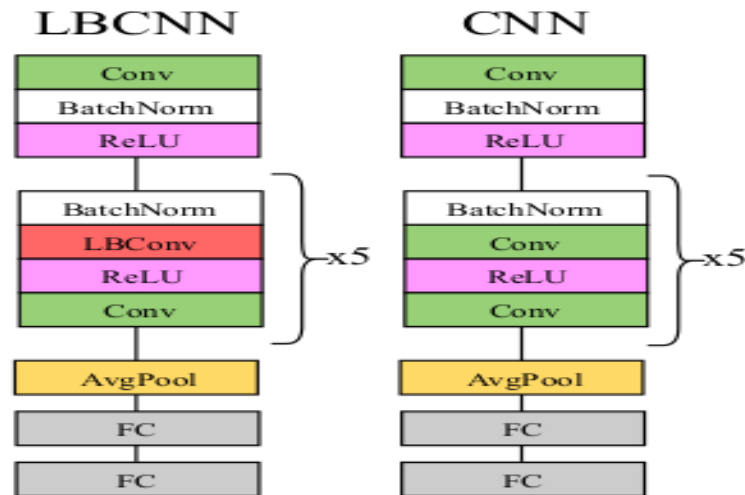 LBCNN
Conv
BatchNorm
ReLU
BatchNorm
LBConv
ReLU
Conv
x5
AvgPool
FC
FC
CNN
Conv
BatchNorm
ReLU
BatchNorm
Conv
ReLU
Conv
x5
AvgPool
FC
FC